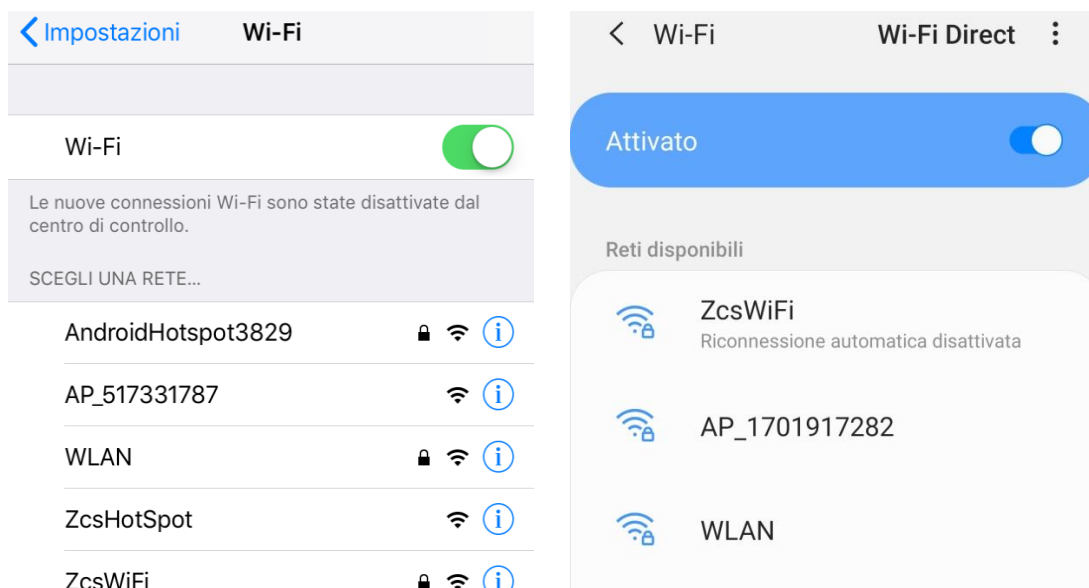 Impostazioni
Wi-Fi
Wi-Fi
Le nuove connessioni Wi-Fi sono state disattivate dal
centro di controllo.
SCEGLI UNA RETE...
AndroidHotspot3829
AP_517331787
WLAN
ZcsHotSpot
ZcsWiFi
Wi-Fi
Wi-Fi Direct
Attivato
Reti disponibili
ZcsWiFi
Riconnessione automatica disattivata
AP_1701917282
WLAN